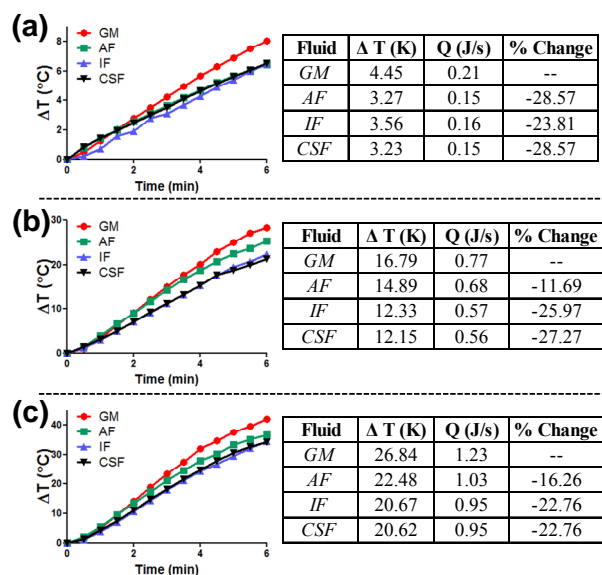 (a)
8
6
4
2
0
ΔT (°C)
GM
AF
IF
CSF
0 2 4 6
Time (min)
Fluid Δ T (K) Q (J/s) % Change
GM 4.45 0.21 --
AF 3.27 0.15 -28.57
IF 3.56 0.16 -23.81
CSF 3.23 0.15 -28.57
(b)
30
20
10
0
ΔT (°C)
GM
AF
IF
CSF
0 2 4 6
Time (min)
Fluid Δ T (K) Q (J/s) % Change
GM 16.79 0.77 --
AF 14.89 0.68 -11.69
IF 12.33 0.57 -25.97
CSF 12.15 0.56 -27.27
(c)
40
30
20
10
0
ΔT (°C)
GM
AF
IF
CSF
0 2 4 6
Time (min)
Fluid Δ T (K) Q (J/s) % Change
GM 26.84 1.23 --
AF 22.48 1.03 -16.26
IF 20.67 0.95 -22.76
CSF 20.62 0.95 -22.76